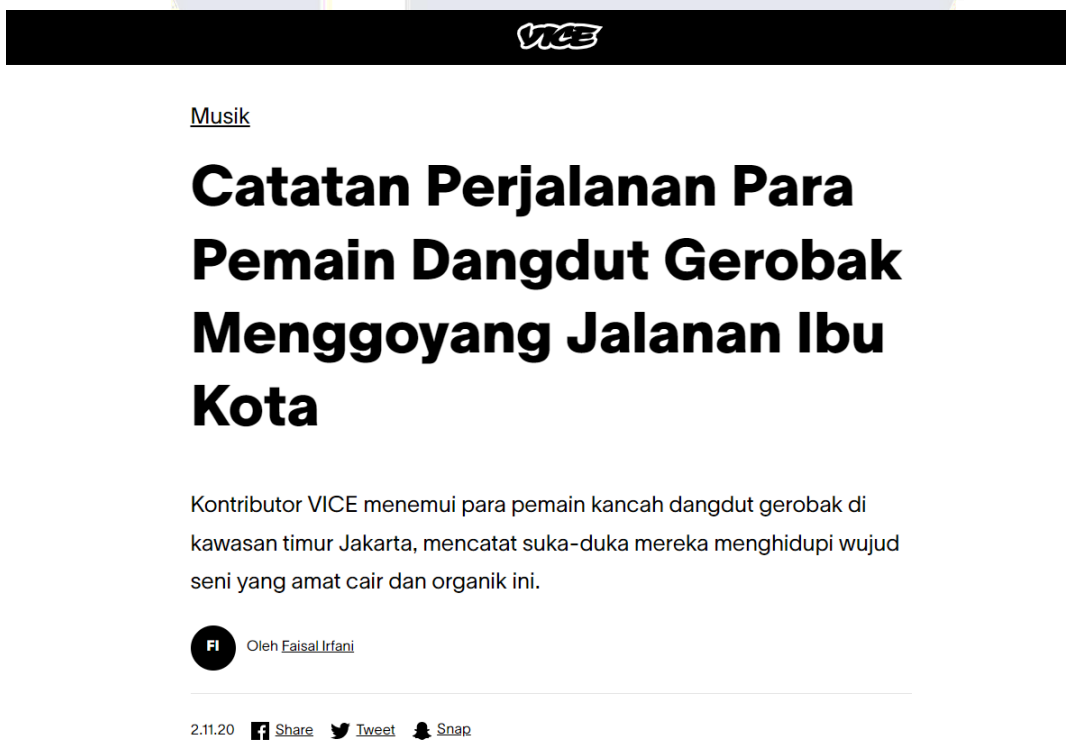 VICE
Musik
Catatan Perjalanan Para
Pemain Dangdut Gerobak
Menggoyang Jalanan Ibu
Kota
Kontributor VICE menemui para pemain kancah dangdut gerobak di
kawasan timur Jakarta, mencatat suka-duka mereka menghidupi wujud
seni yang amat cair dan organik ini.
FI Oleh Faisal Irfani
2.11.20 Share Tweet Snap